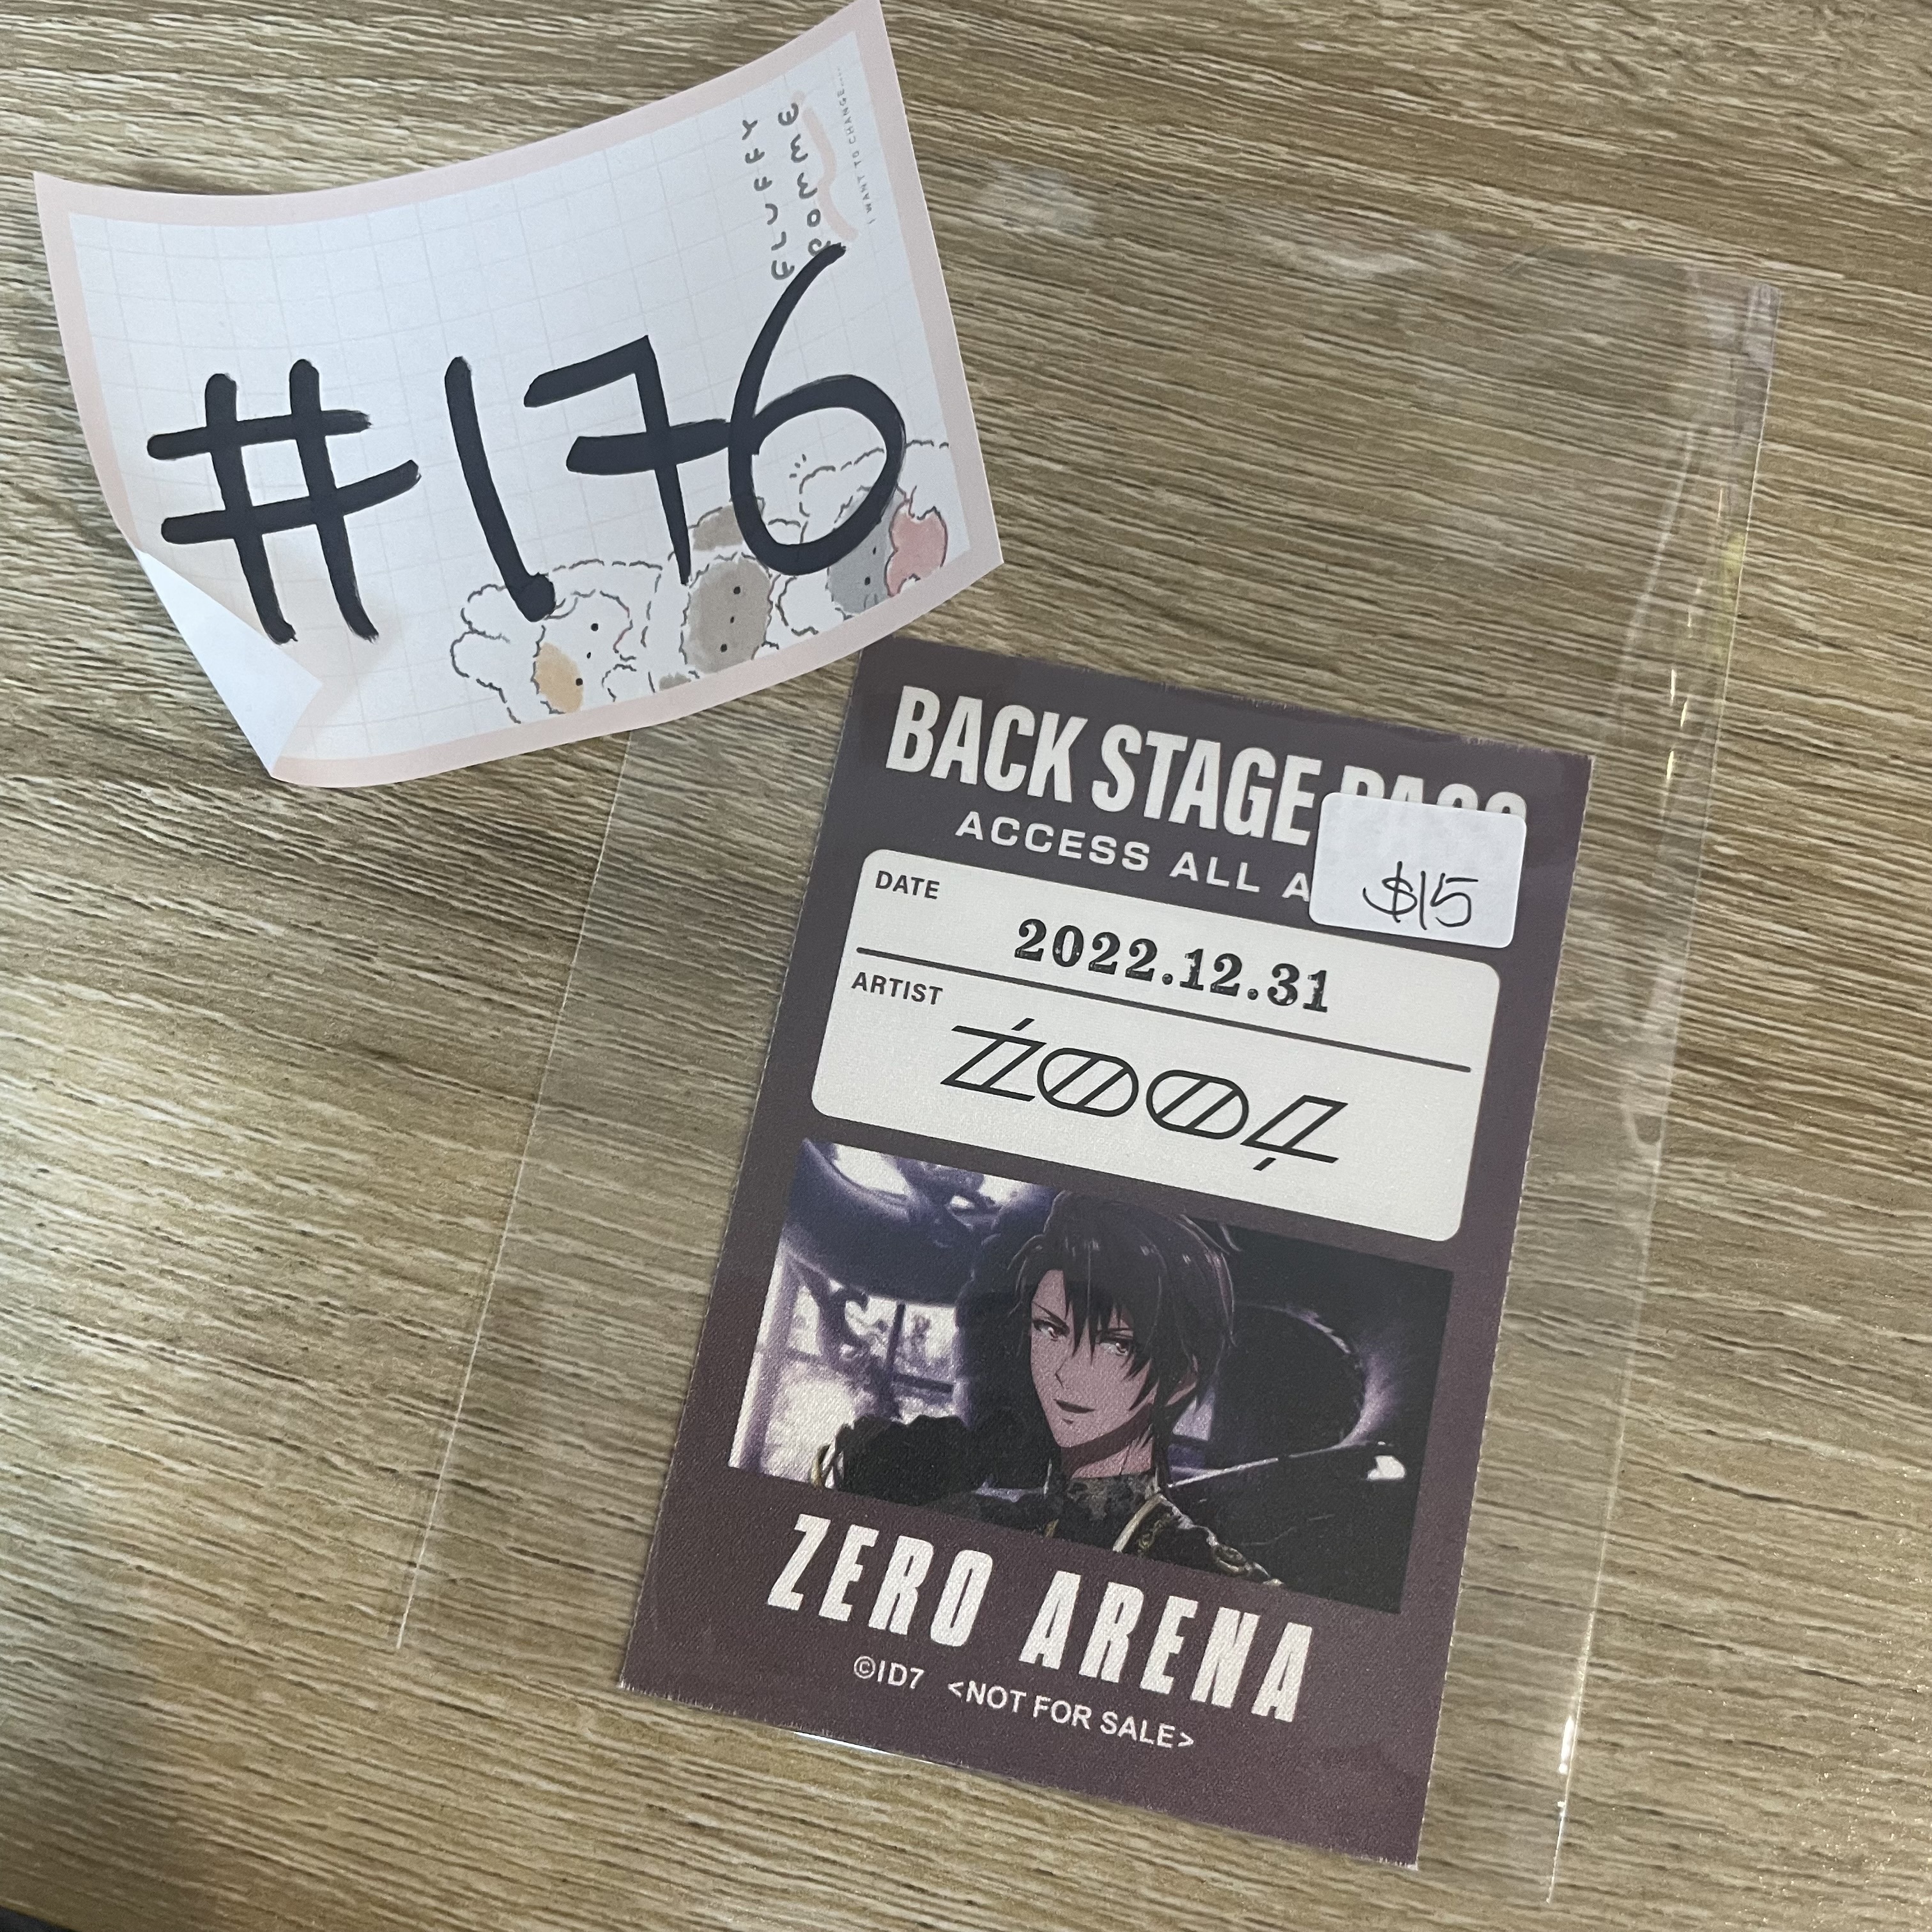 I WANT TO CHANGE....
FLUFFY
#176
BACK STAGE PASS
ACCESS ALL A
$15
DATE
2022.12.31
ARTIST
ŹOOĻ
ZERO ARENA
©ID7 <NOT FOR SALE>